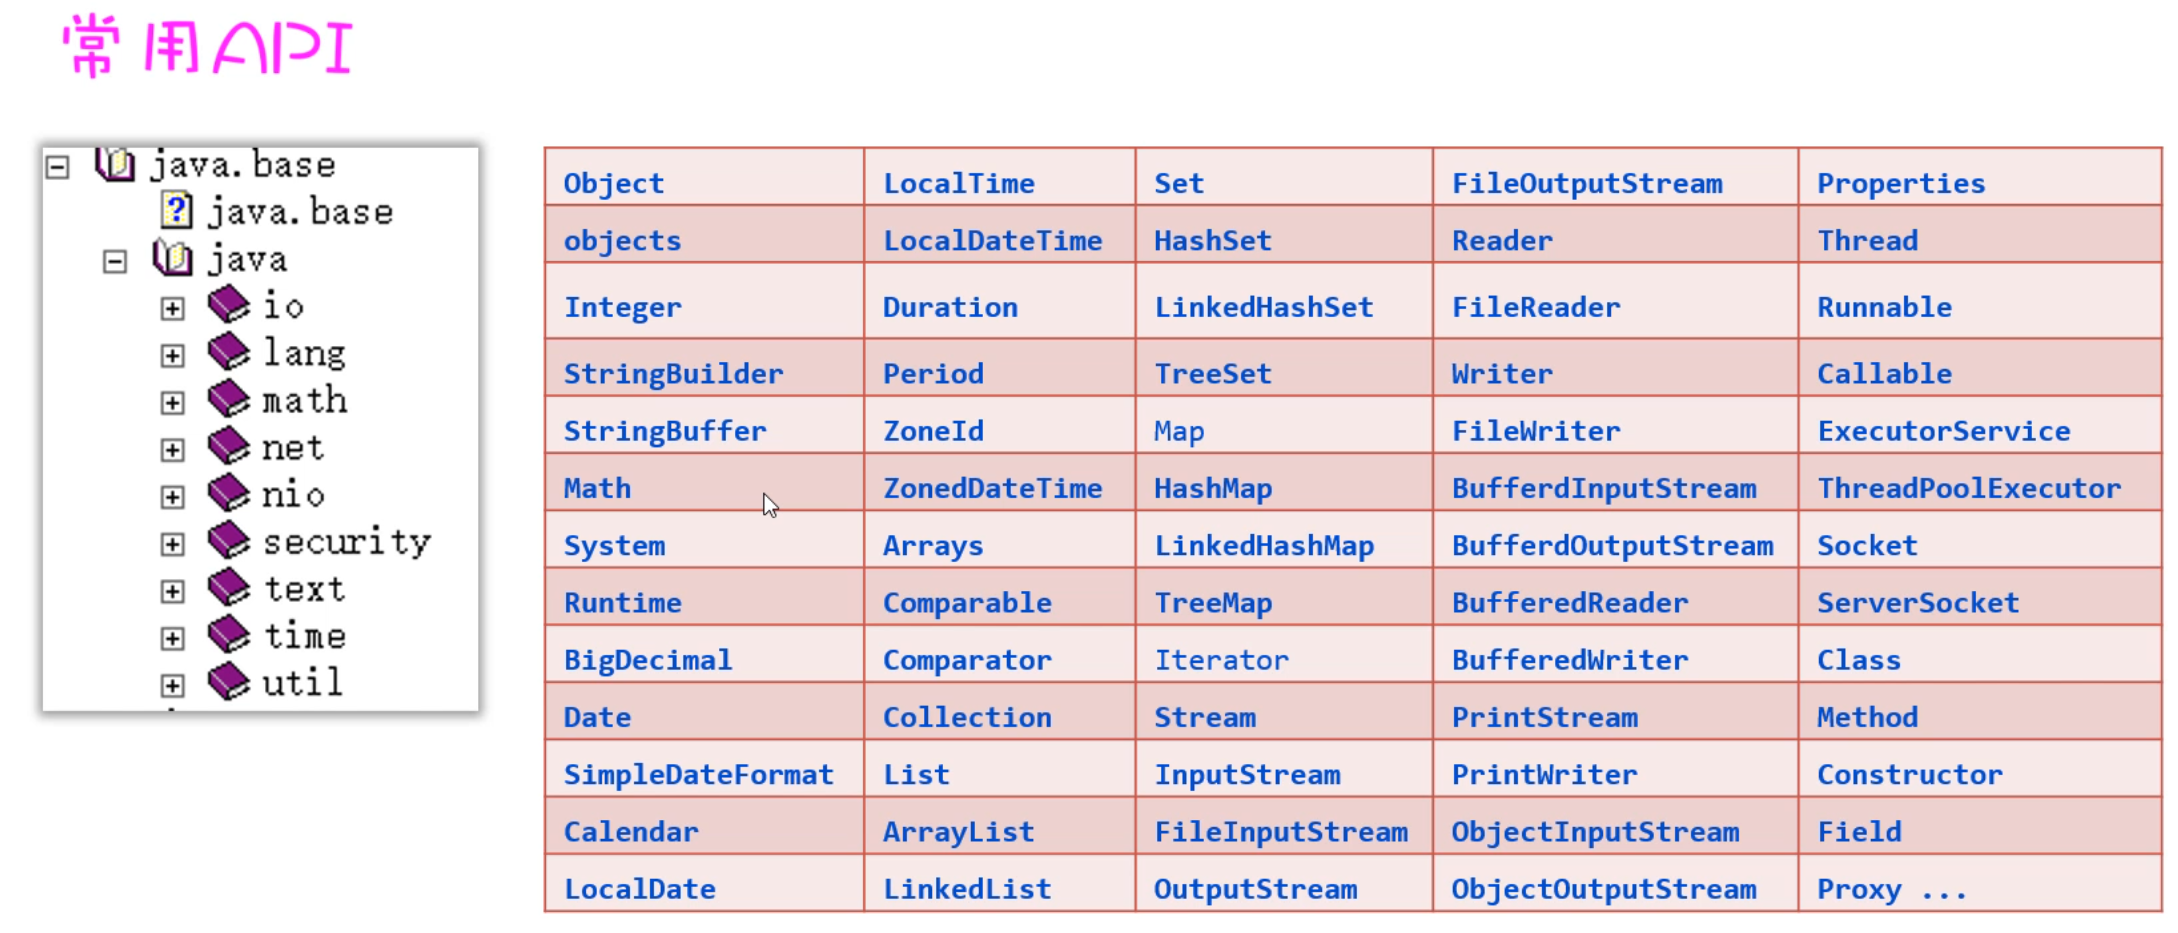 常用API
java.base
java.base
java
io
lang
math
net
nio
security
text
time
util
Object LocalTime Set FileOutputStream Properties
objects LocalDateTime HashSet Reader Thread
Integer Duration LinkedHashSet FileReader Runnable
StringBuilder Period TreeSet Writer Callable
StringBuffer ZoneId Map FileWriter ExecutorService
Math ZonedDateTime HashMap BufferdInputStream ThreadPoolExecutor
System Arrays LinkedHashMap BufferdOutputStream Socket
Runtime Comparable TreeMap BufferedReader ServerSocket
BigDecimal Comparator Iterator BufferedWriter Class
Date Collection Stream PrintStream Method
SimpleDateFormat List InputStream PrintWriter Constructor
Calendar ArrayList FileInputStream ObjectInputStream Field
LocalDate LinkedList OutputStream ObjectOutputStream Proxy ...